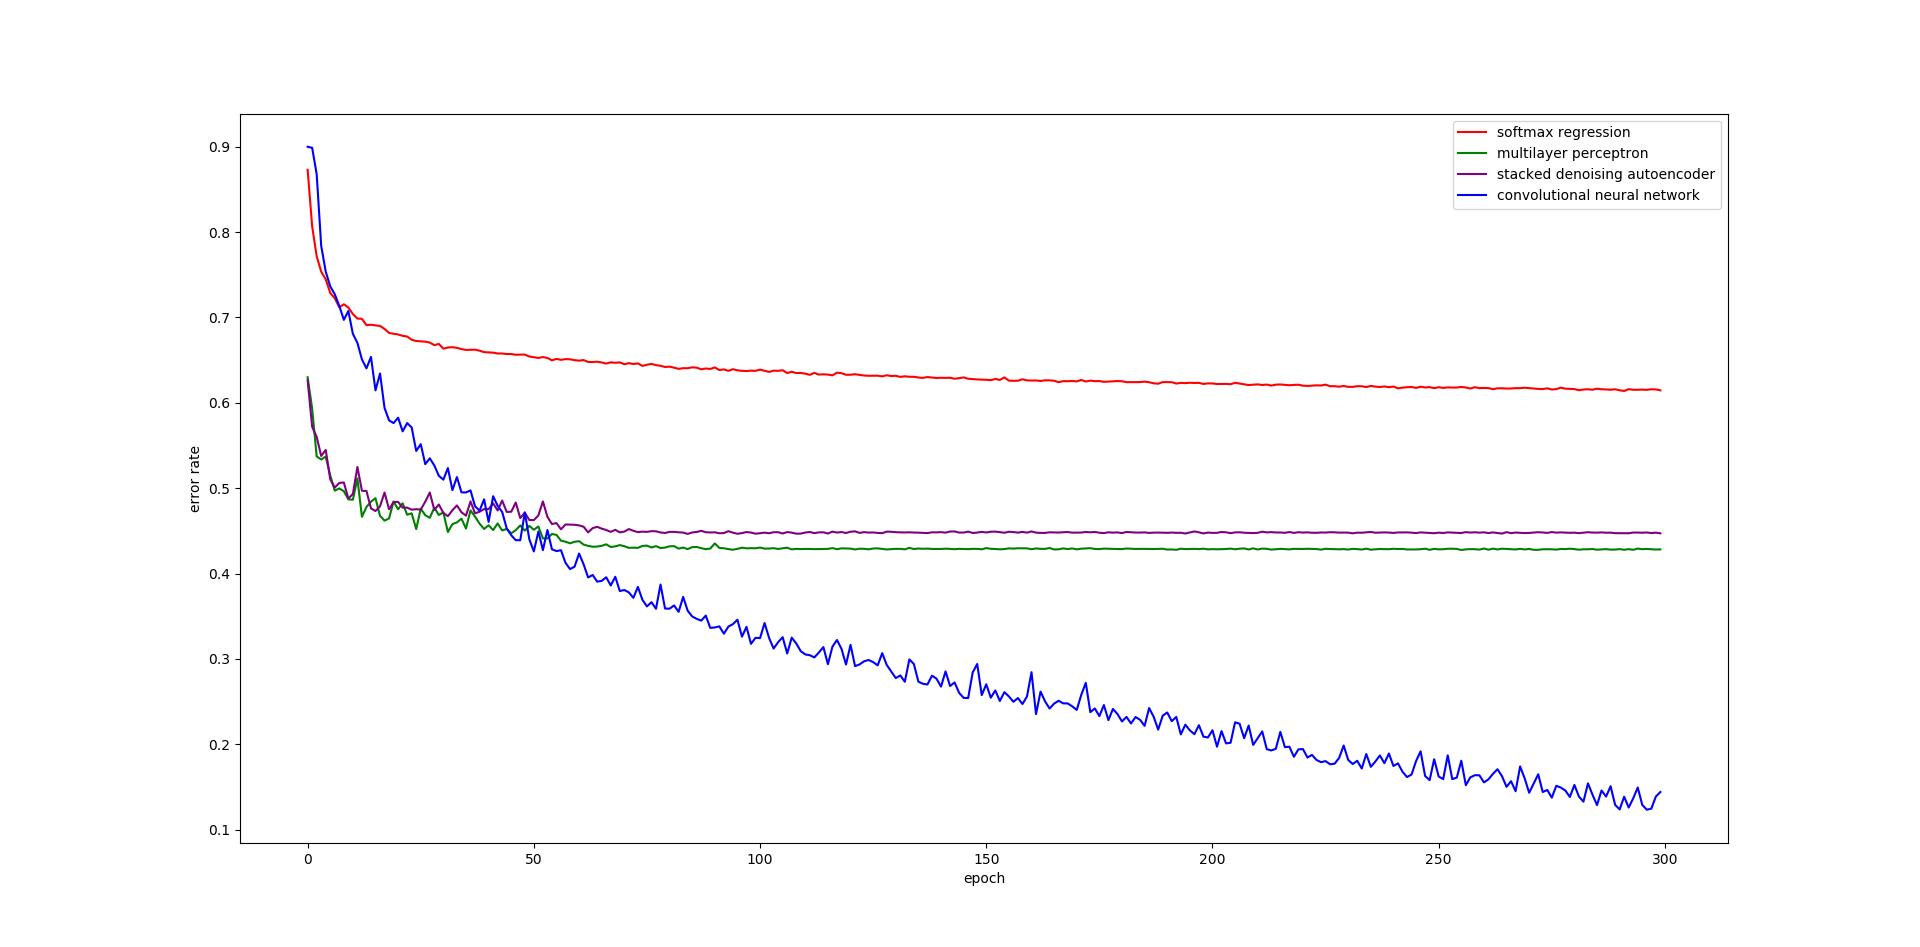 softmax regression
multilayer perceptron
stacked denoising autoencoder
convolutional neural network
0.9
0.8
0.7
0.6
0.5
0.4
0.3
0.2
0.1
error rate
0 50 100 150 200 250 300
epoch